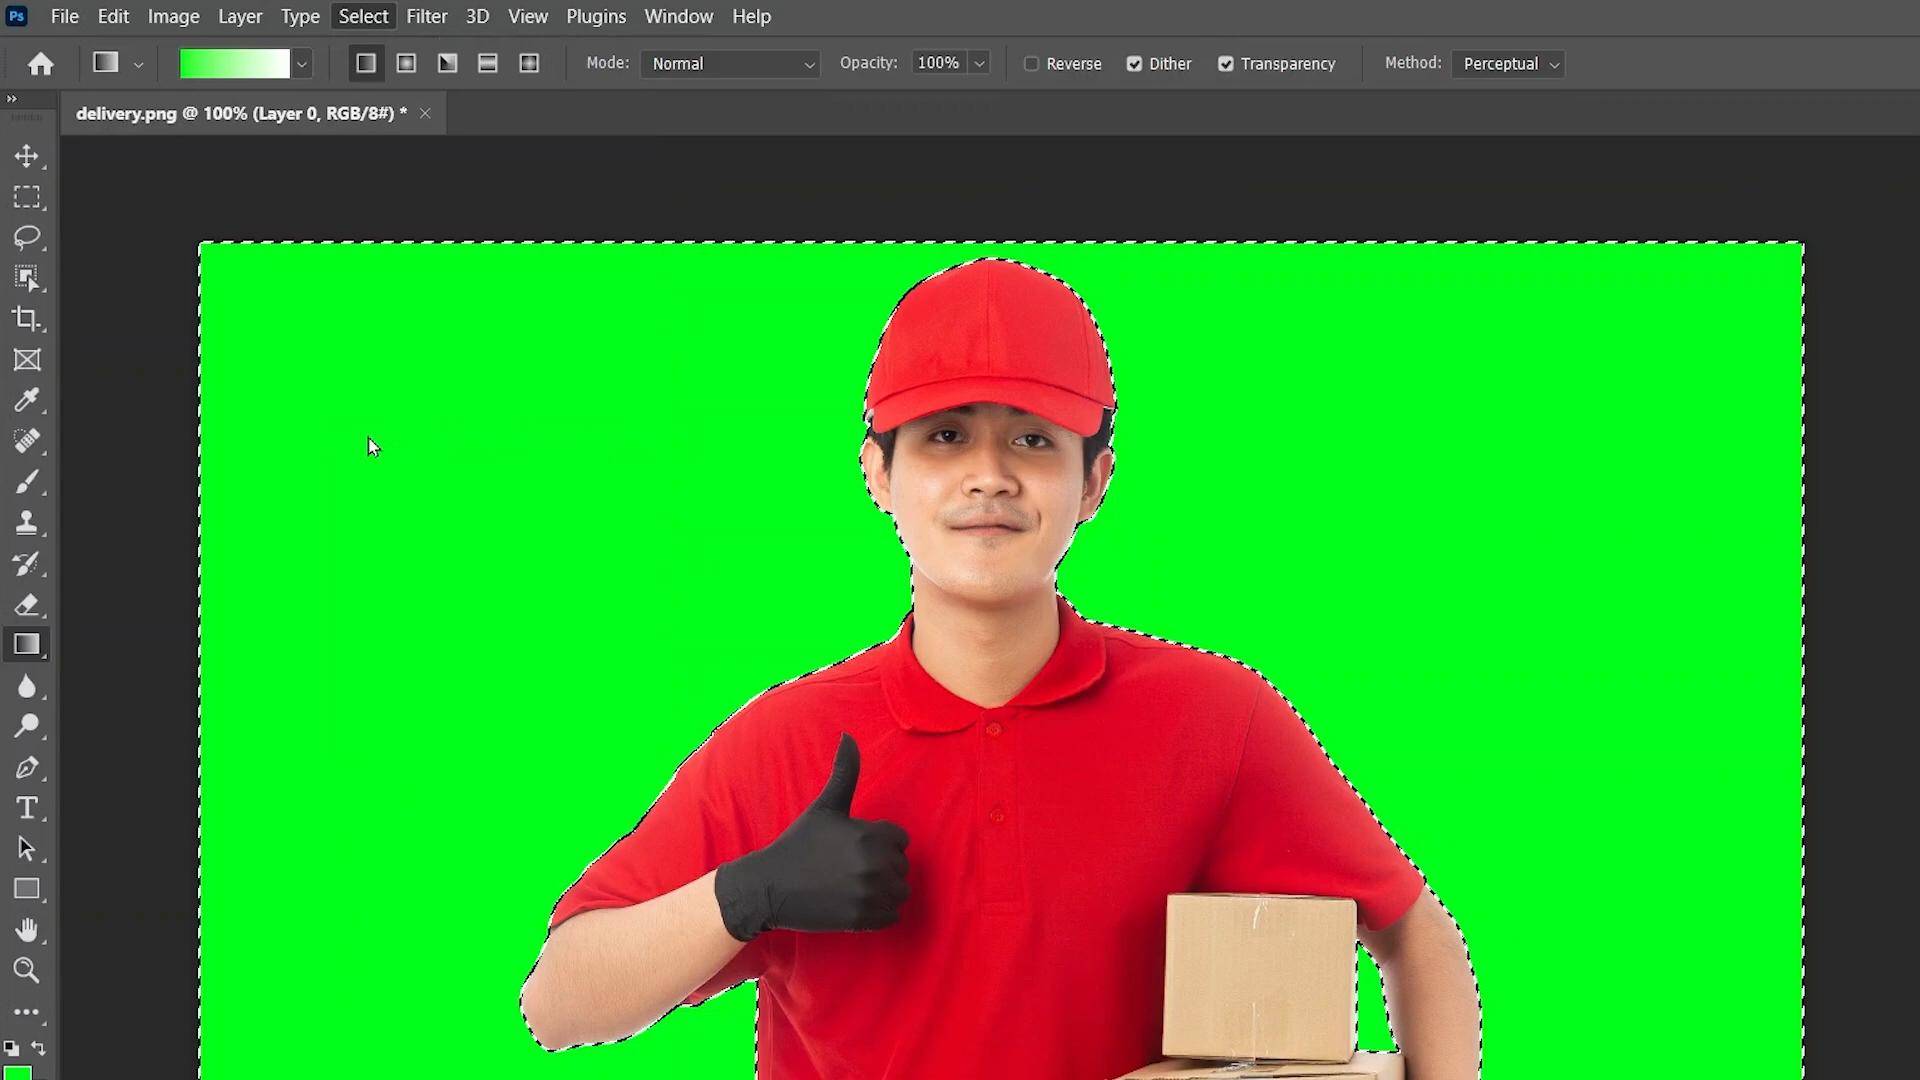 Ps File Edit Image Layer Type Select Filter 3D View Plugins Window Help
Mode: Normal Opacity: 100% Reverse Dither Transparency Method: Perceptual
delivery.png @ 100% (Layer 0, RGB/8#) *
T